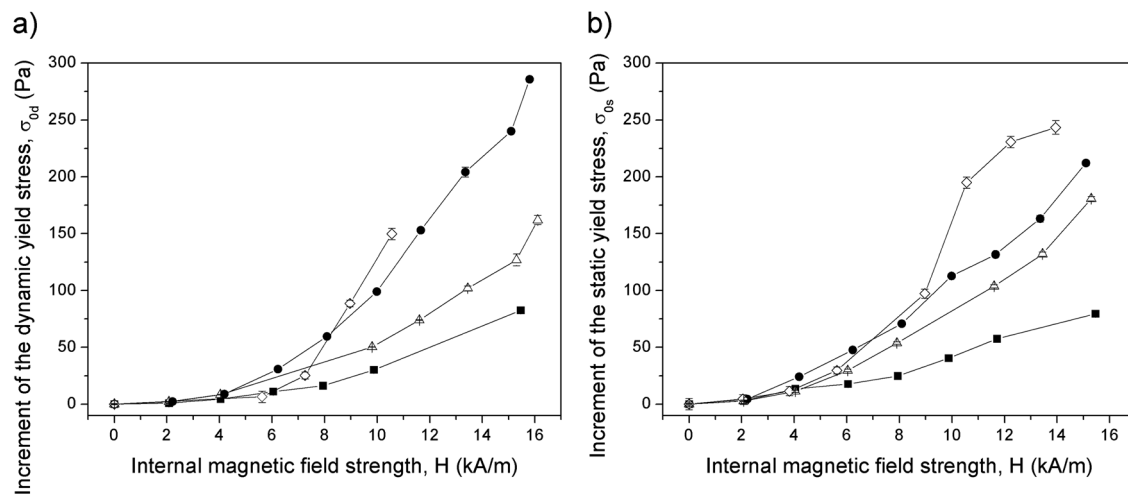 a)
300
250
200
150
100
50
0
0 2 4 6 8 10 12 14 16
Increment of the dynamic yield stress, σ0d (Pa)
Internal magnetic field strength, H (kA/m)
b)
300
250
200
150
100
50
0
0 2 4 6 8 10 12 14 16
Increment of the static yield stress, σ0s (Pa)
Internal magnetic field strength, H (kA/m)